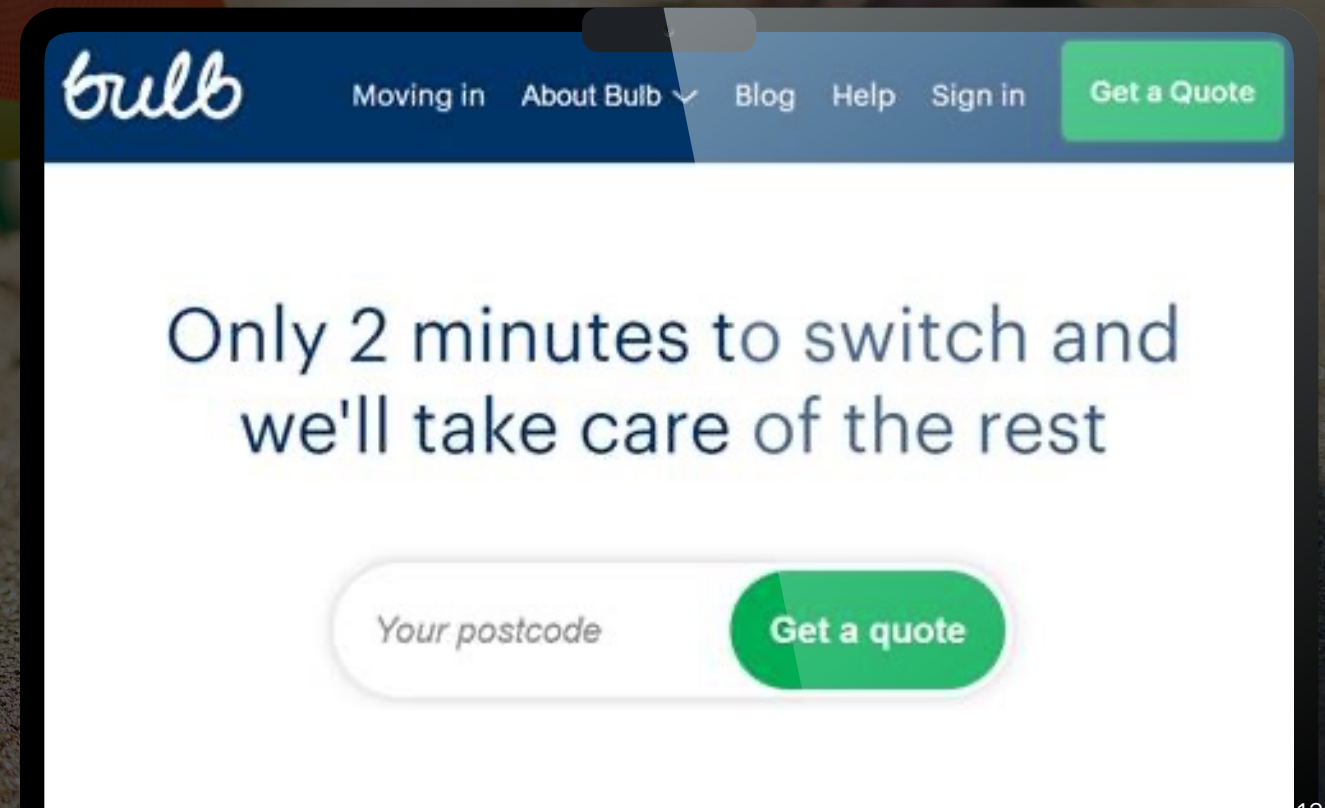 bulb
Moving in About Bulb Blog Help Sign in Get a Quote
Only 2 minutes to switch and
we'll take care of the rest
Your postcode Get a quote